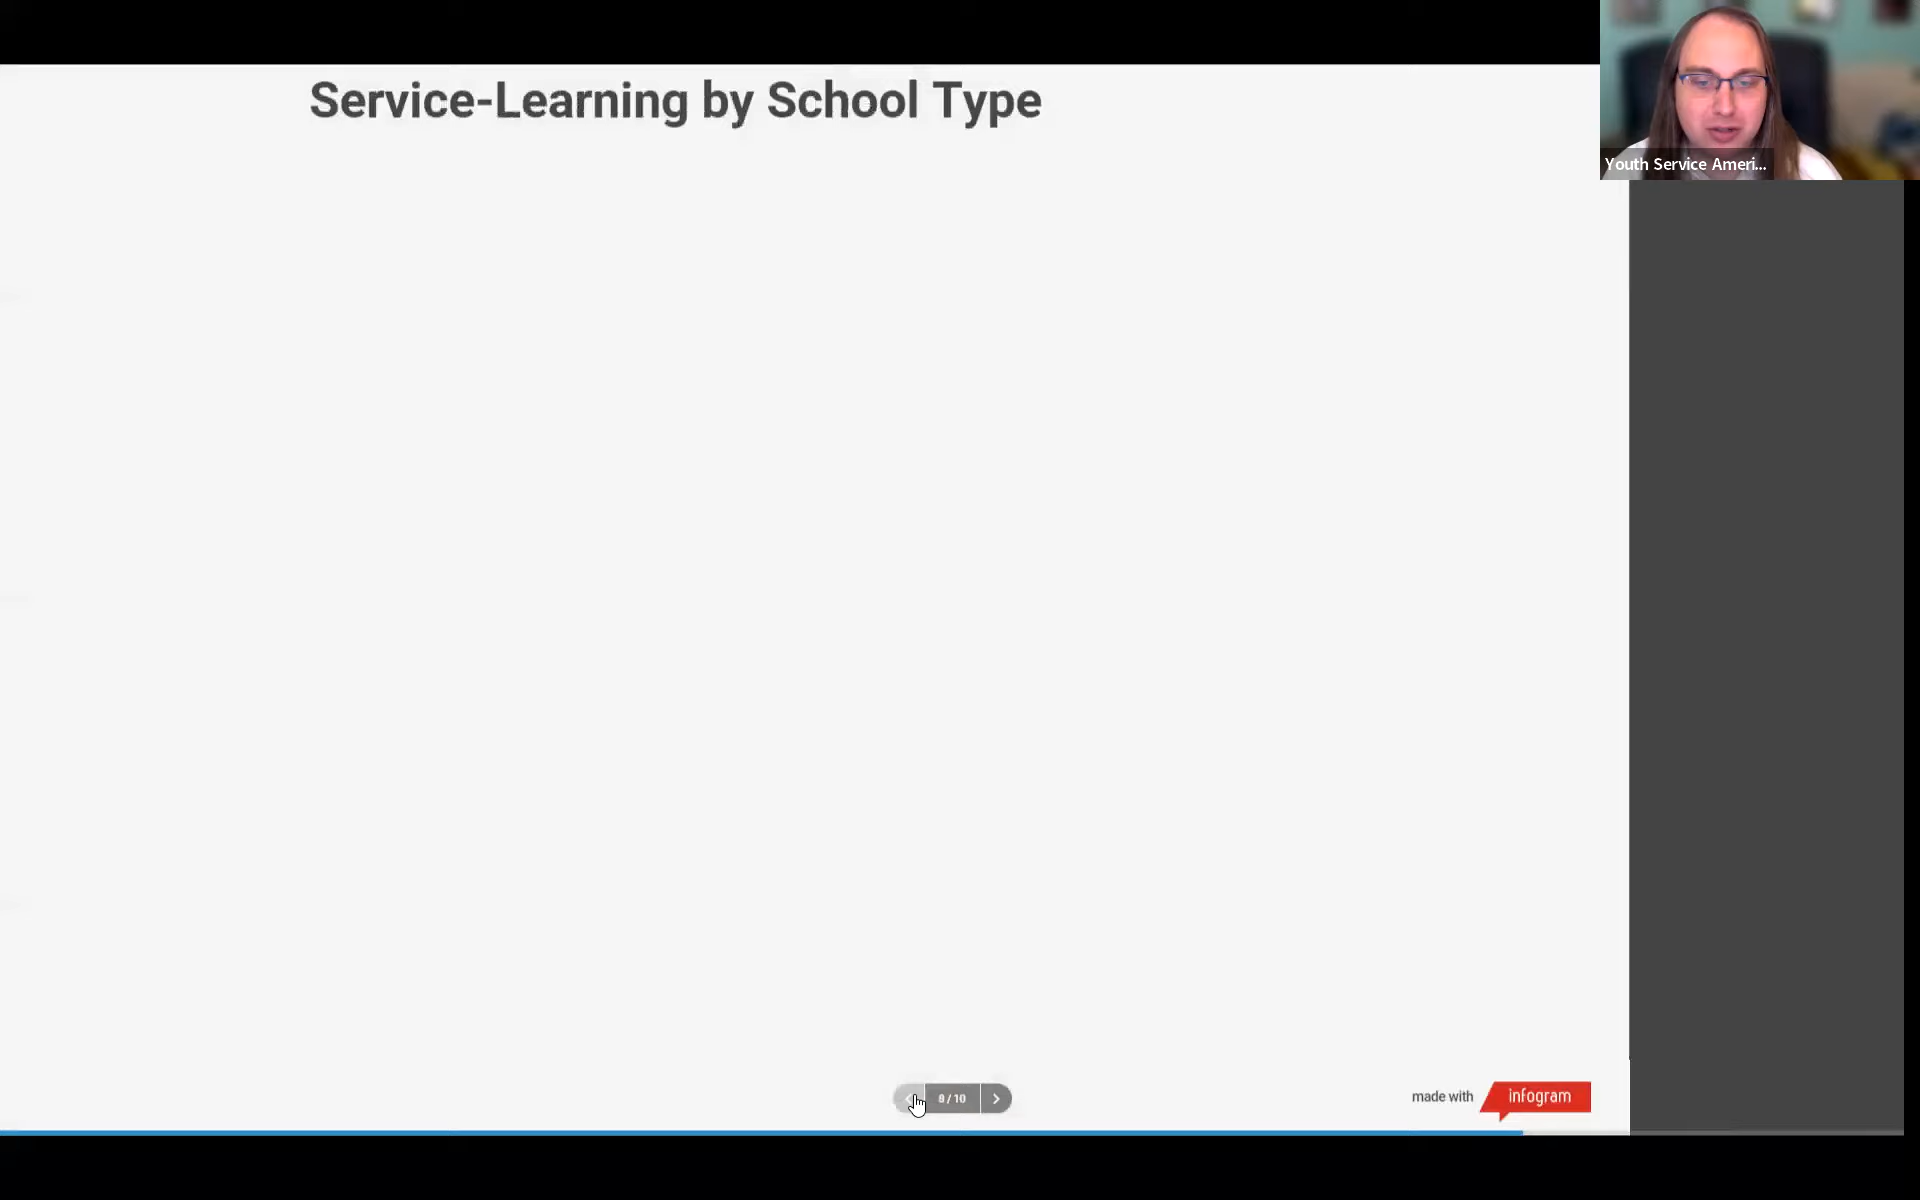 Service-Learning by School Type
Youth Service Ameri...
8 / 10
made with
infogram